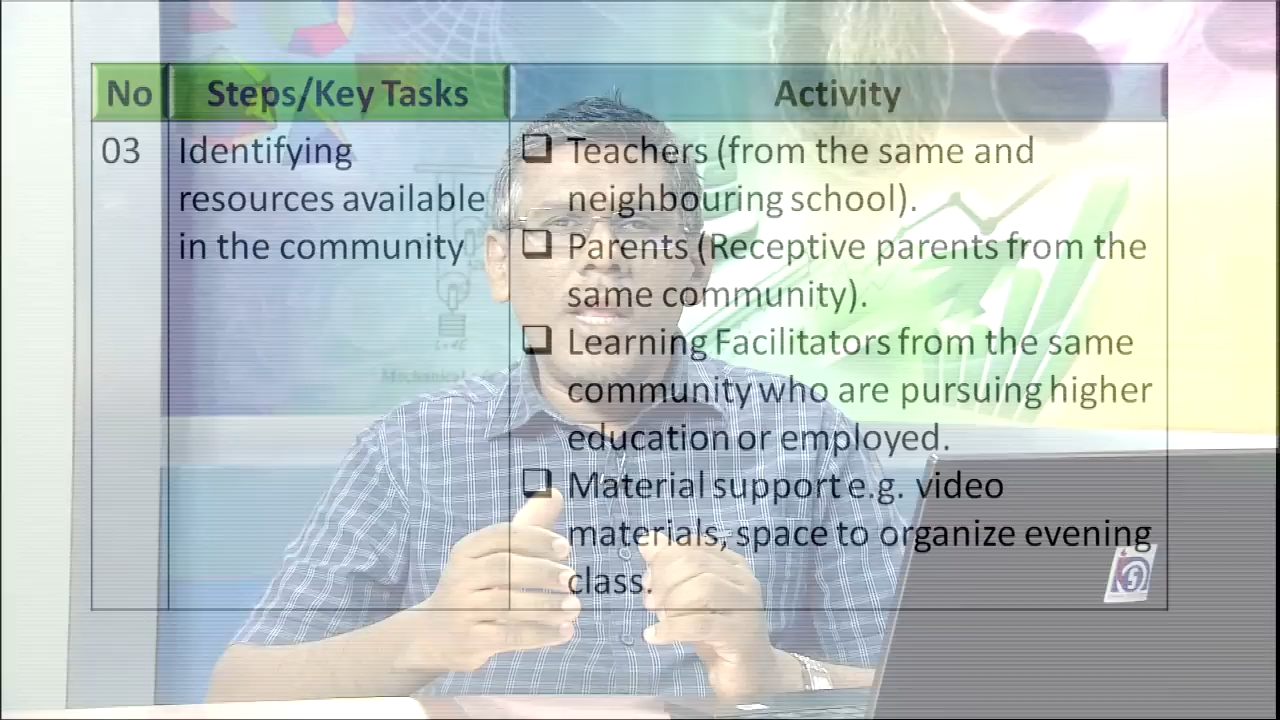 No Steps/Key Tasks Activity
03 Identifying
resources available
in the community
❑ Teachers (from the same and
neighbouring school).
❑ Parents (Receptive parents from the
same community).
❑ Learning Facilitators from the same
community who are pursuing higher
education or employed.
❑ Material support e.g. video
materials, space to organize evening
class.